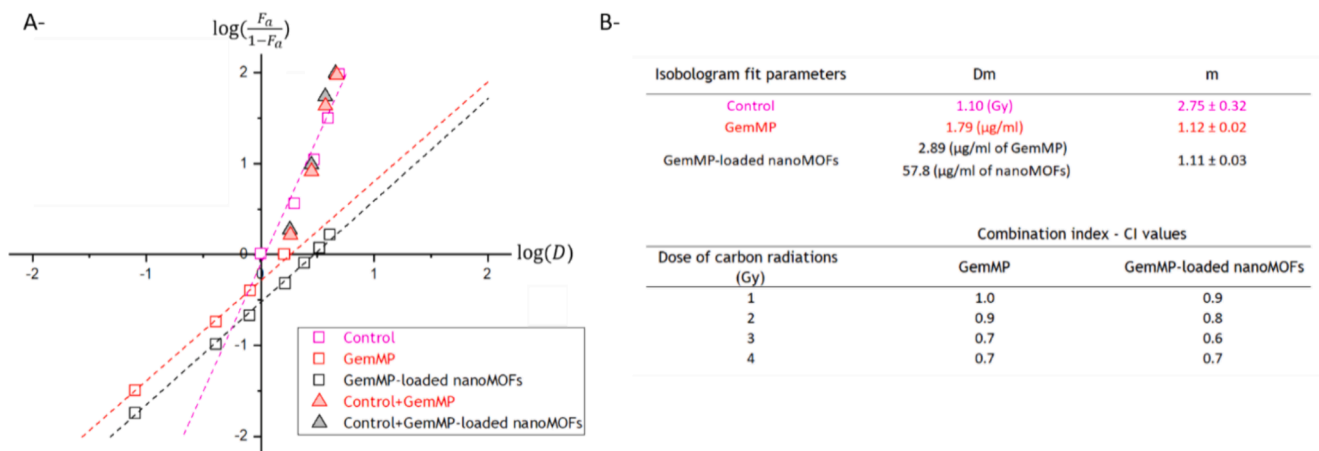 A-
log(Fa/1−Fa)
2
1
0
-2
-1
0
1
2
log(D)
-1
-2
Control
GemMP
GemMP-loaded nanoMOFs
Control+GemMP
Control+GemMP-loaded nanoMOFs
B-
Isobologram fit parameters Dm m
Control 1.10 (Gy) 2.75 ± 0.32
GemMP 1.79 (µg/ml) 1.12 ± 0.02
GemMP-loaded nanoMOFs 2.89 (µg/ml of GemMP) 1.11 ± 0.03
57.8 (µg/ml of nanoMOFs)
Combination index - CI values
Dose of carbon radiations
(Gy) GemMP GemMP-loaded nanoMOFs
1 1.0 0.9
2 0.9 0.8
3 0.7 0.6
4 0.7 0.7